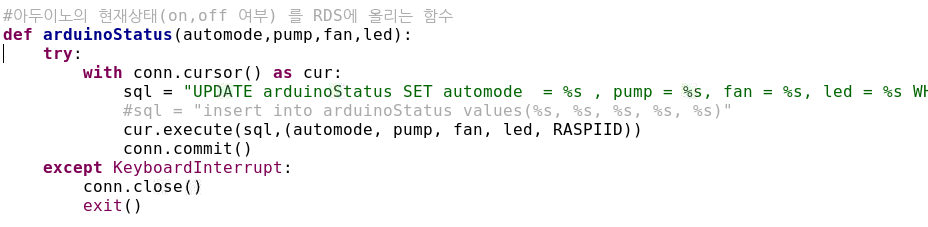 #아두이노의 현재상태(on,off 여부) 를 RDS에 올리는 함수
def arduinoStatus(automode,pump,fan,led):
    try:
        with conn.cursor() as cur:
            sql = "UPDATE arduinoStatus SET automode  = %s , pump = %s, fan = %s, led = %s WH
            #sql = "insert into arduinoStatus values(%s, %s, %s, %s, %s)"
            cur.execute(sql,(automode, pump, fan, led, RASPIID))
            conn.commit()
    except KeyboardInterrupt:
        conn.close()
        exit()